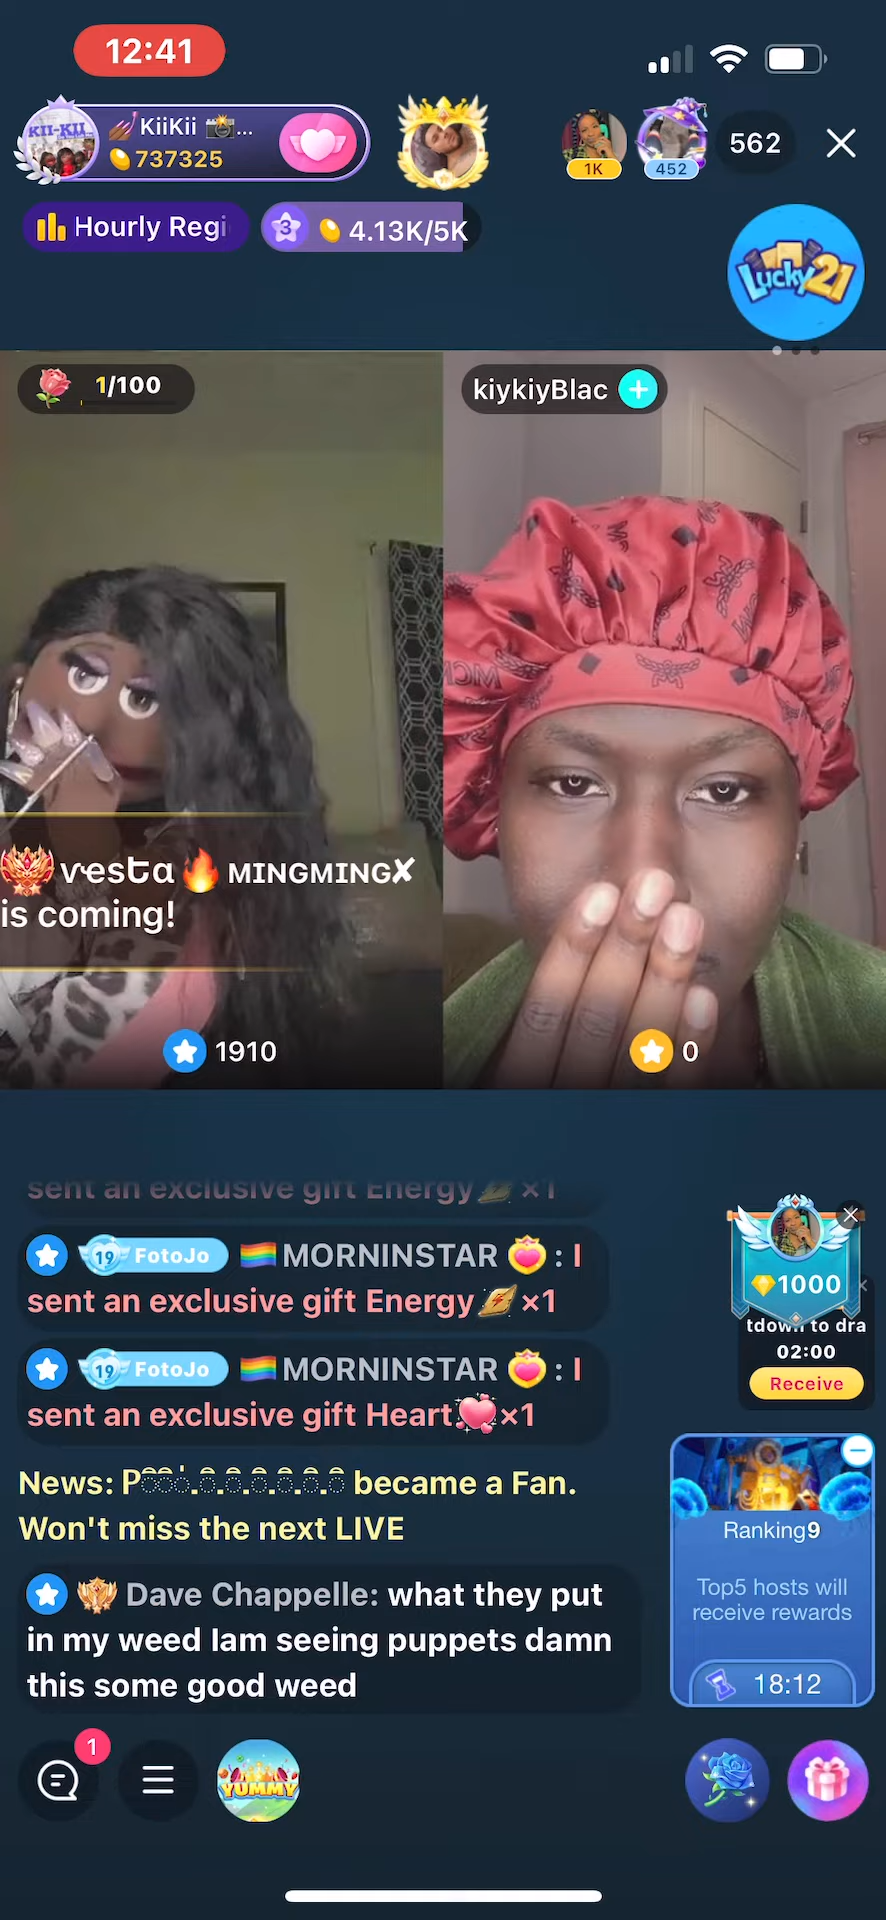 12:41
KiiKii ...
737325
1K
452
562
Hourly Regi
3
4.13K/5K
Lucky21
1/100
kiykiyBlac
vestα MINGMING✘
is coming!
1910
0
sent an exclusive gift Energy ×1
19 FotoJo MORNINSTAR : I
sent an exclusive gift Energy ×1
19 FotoJo MORNINSTAR : I
sent an exclusive gift Heart ×1
became a Fan.
Won't miss the next LIVE
Dave Chappelle: what they put
in my weed Iam seeing puppets damn
this some good weed
1000
to dra
02:00
Receive
Ranking9
Top5 hosts will
receive rewards
18:12
1
YUMMY